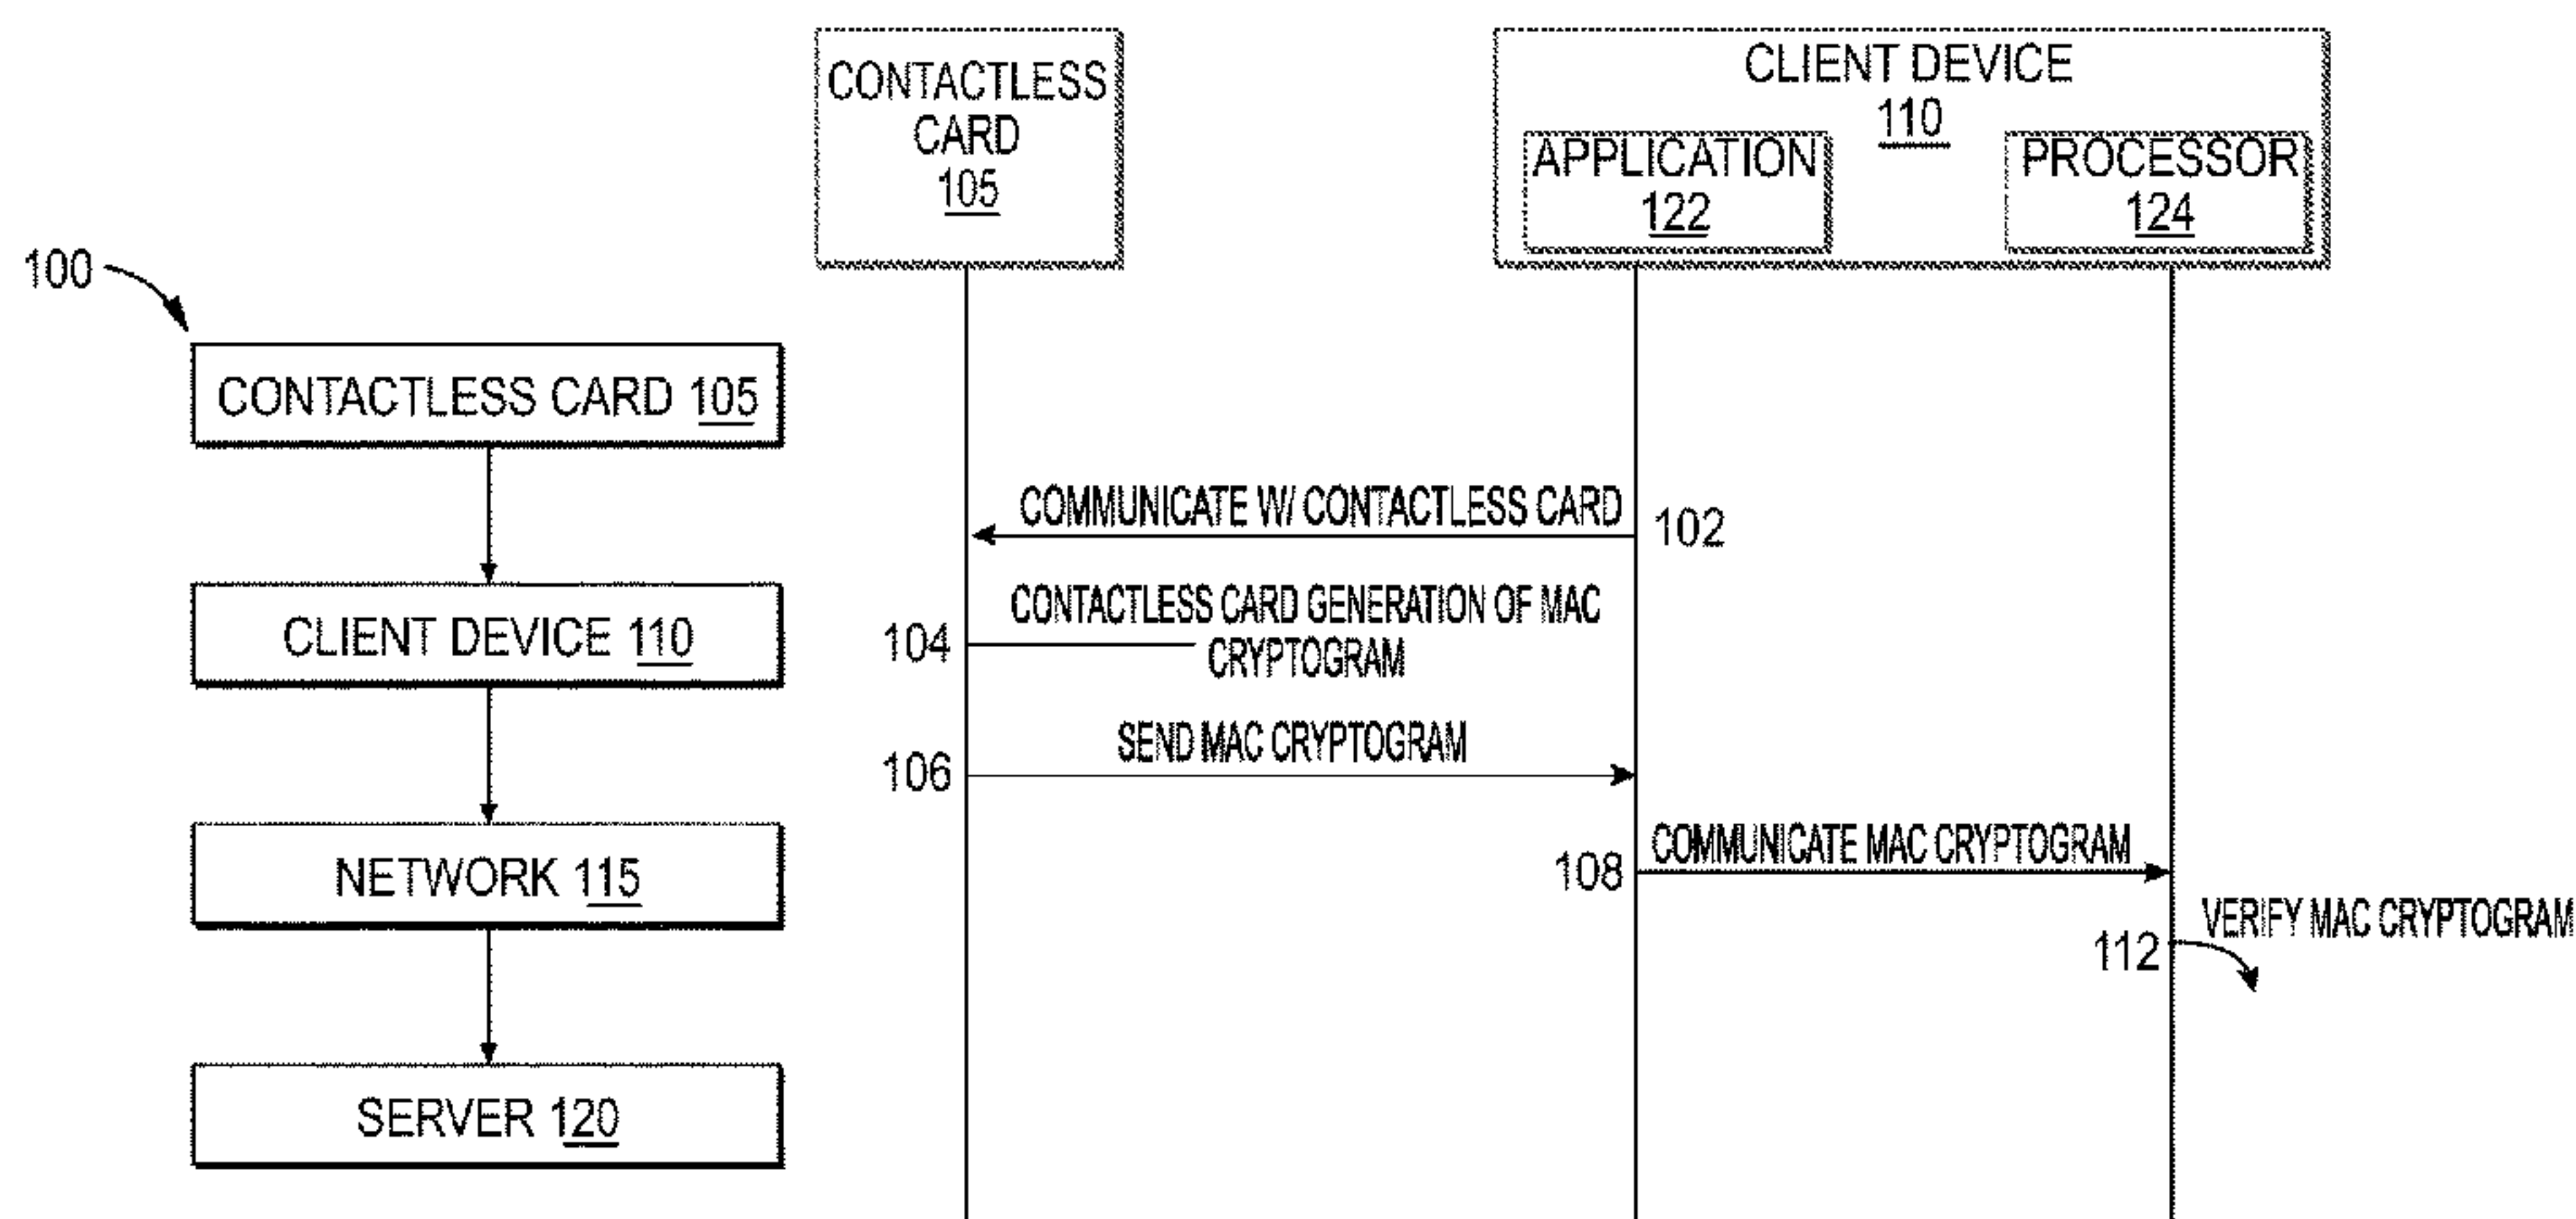 100
CONTACTLESS CARD 105
CLIENT DEVICE 110
NETWORK 115
SERVER 120
CONTACTLESS
CARD
105
CLIENT DEVICE
110
APPLICATION
122
PROCESSOR
124
COMMUNICATE W/ CONTACTLESS CARD
102
CONTACTLESS CARD GENERATION OF MAC
104
CRYPTOGRAM
SEND MAC CRYPTOGRAM
106
COMMUNICATE MAC CRYPTOGRAM
108
VERIFY MAC CRYPTOGRAM
112